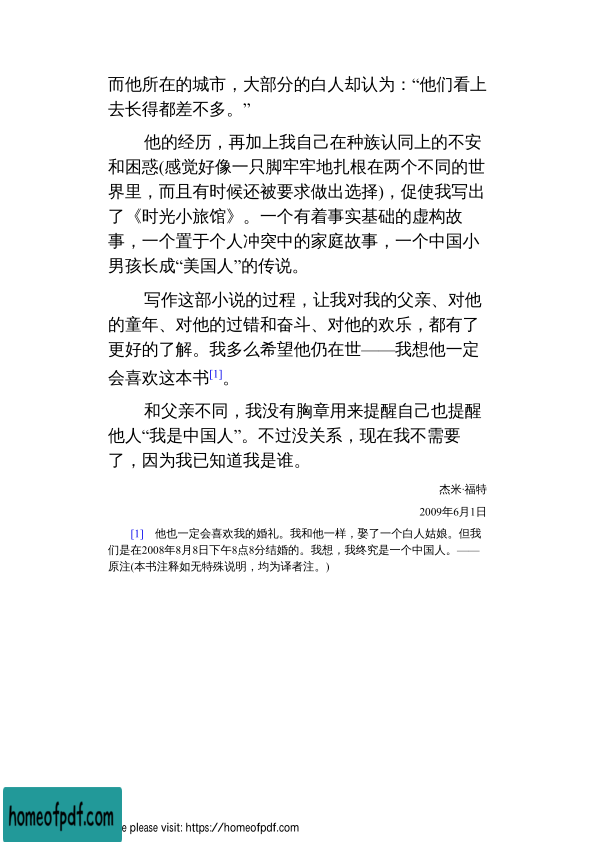 而他所在的城市，大部分的白人却认为：“他们看上
去长得都差不多。”
他的经历，再加上我自己在种族认同上的不安
和困惑(感觉好像一只脚牢牢地扎根在两个不同的世
界里，而且有时候还被要求做出选择)，促使我写出
了《时光小旅馆》。一个有着事实基础的虚构故
事，一个置于个人冲突中的家庭故事，一个中国小
男孩长成“美国人”的传说。
写作这部小说的过程，让我对我的父亲、对他
的童年、对他的过错和奋斗、对他的欢乐，都有了
更好的了解。我多么希望他仍在世——我想他一定
会喜欢这本书[1]。
和父亲不同，我没有胸章用来提醒自己也提醒
他人“我是中国人”。不过没关系，现在我不需要
了，因为我已知道我是谁。
杰米·福特
2009年6月1日
[1] 他也一定会喜欢我的婚礼。我和他一样，娶了一个白人姑娘。但我
们是在2008年8月8日下午8点8分结婚的。我想，我终究是一个中国人。——
原注(本书注释如无特殊说明，均为译者注。)
homeofpdf.com
please visit: https://homeofpdf.com